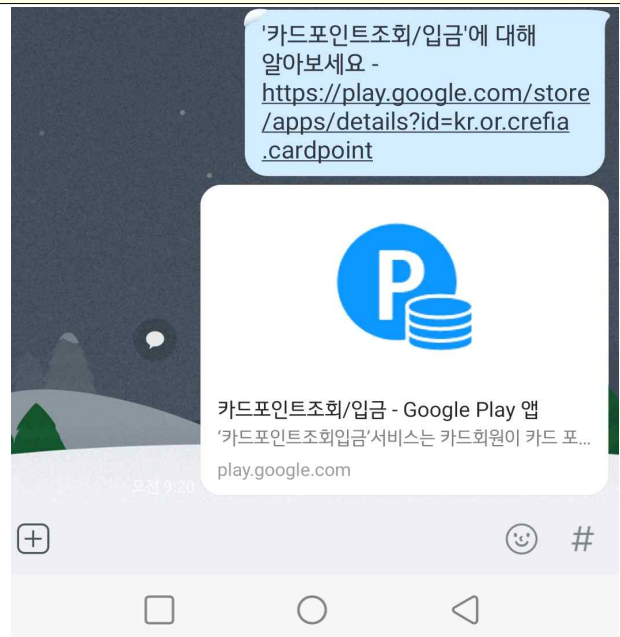 '카드포인트조회/입금'에 대해
알아보세요 -
https://play.google.com/store
/apps/details?id=kr.or.crefia
.cardpoint
P
카드포인트조회/입금 - Google Play 앱
‘카드포인트조회입금’서비스는 카드회원이 카드 포...
play.google.com
오전 9:20
#